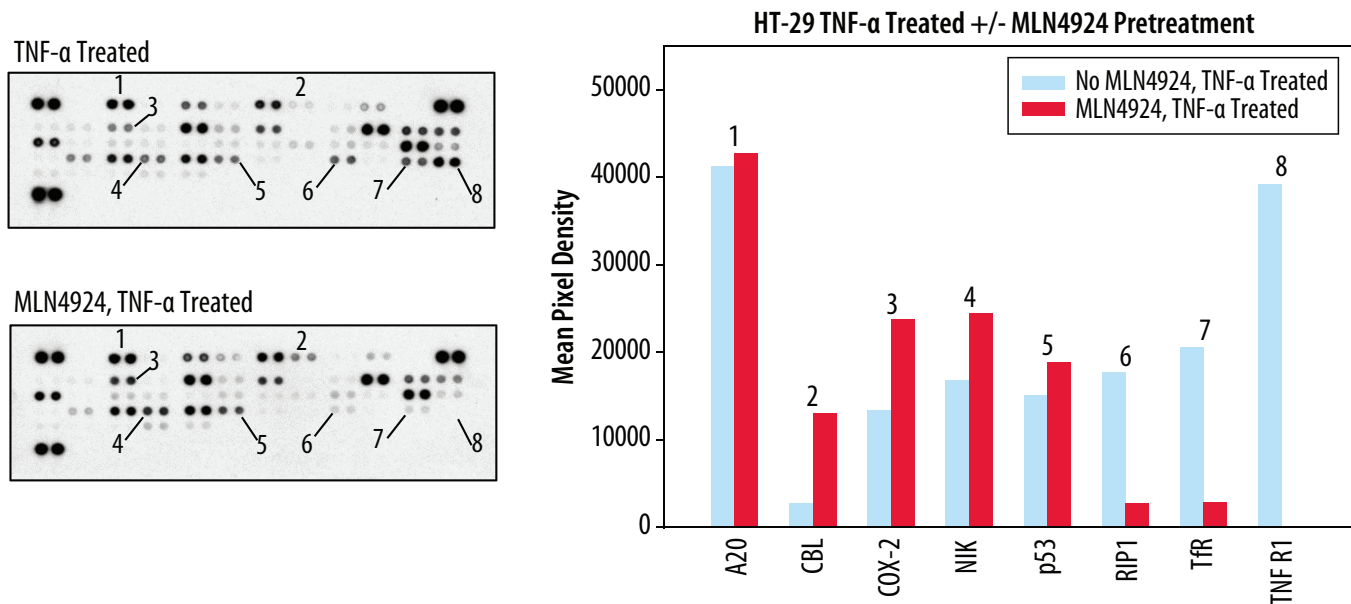 TNF-α Treated
1
2
3
4
5
6
7
8
MLN4924, TNF-α Treated
1
2
3
4
5
6
7
8
HT-29 TNF-α Treated +/- MLN4924 Pretreatment
No MLN4924, TNF-α Treated
MLN4924, TNF-α Treated
Mean Pixel Density
50000
40000
30000
20000
10000
0
1
2
3
4
5
6
7
8
A20
CBL
COX-2
NIK
p53
RIP1
TfR
TNF R1